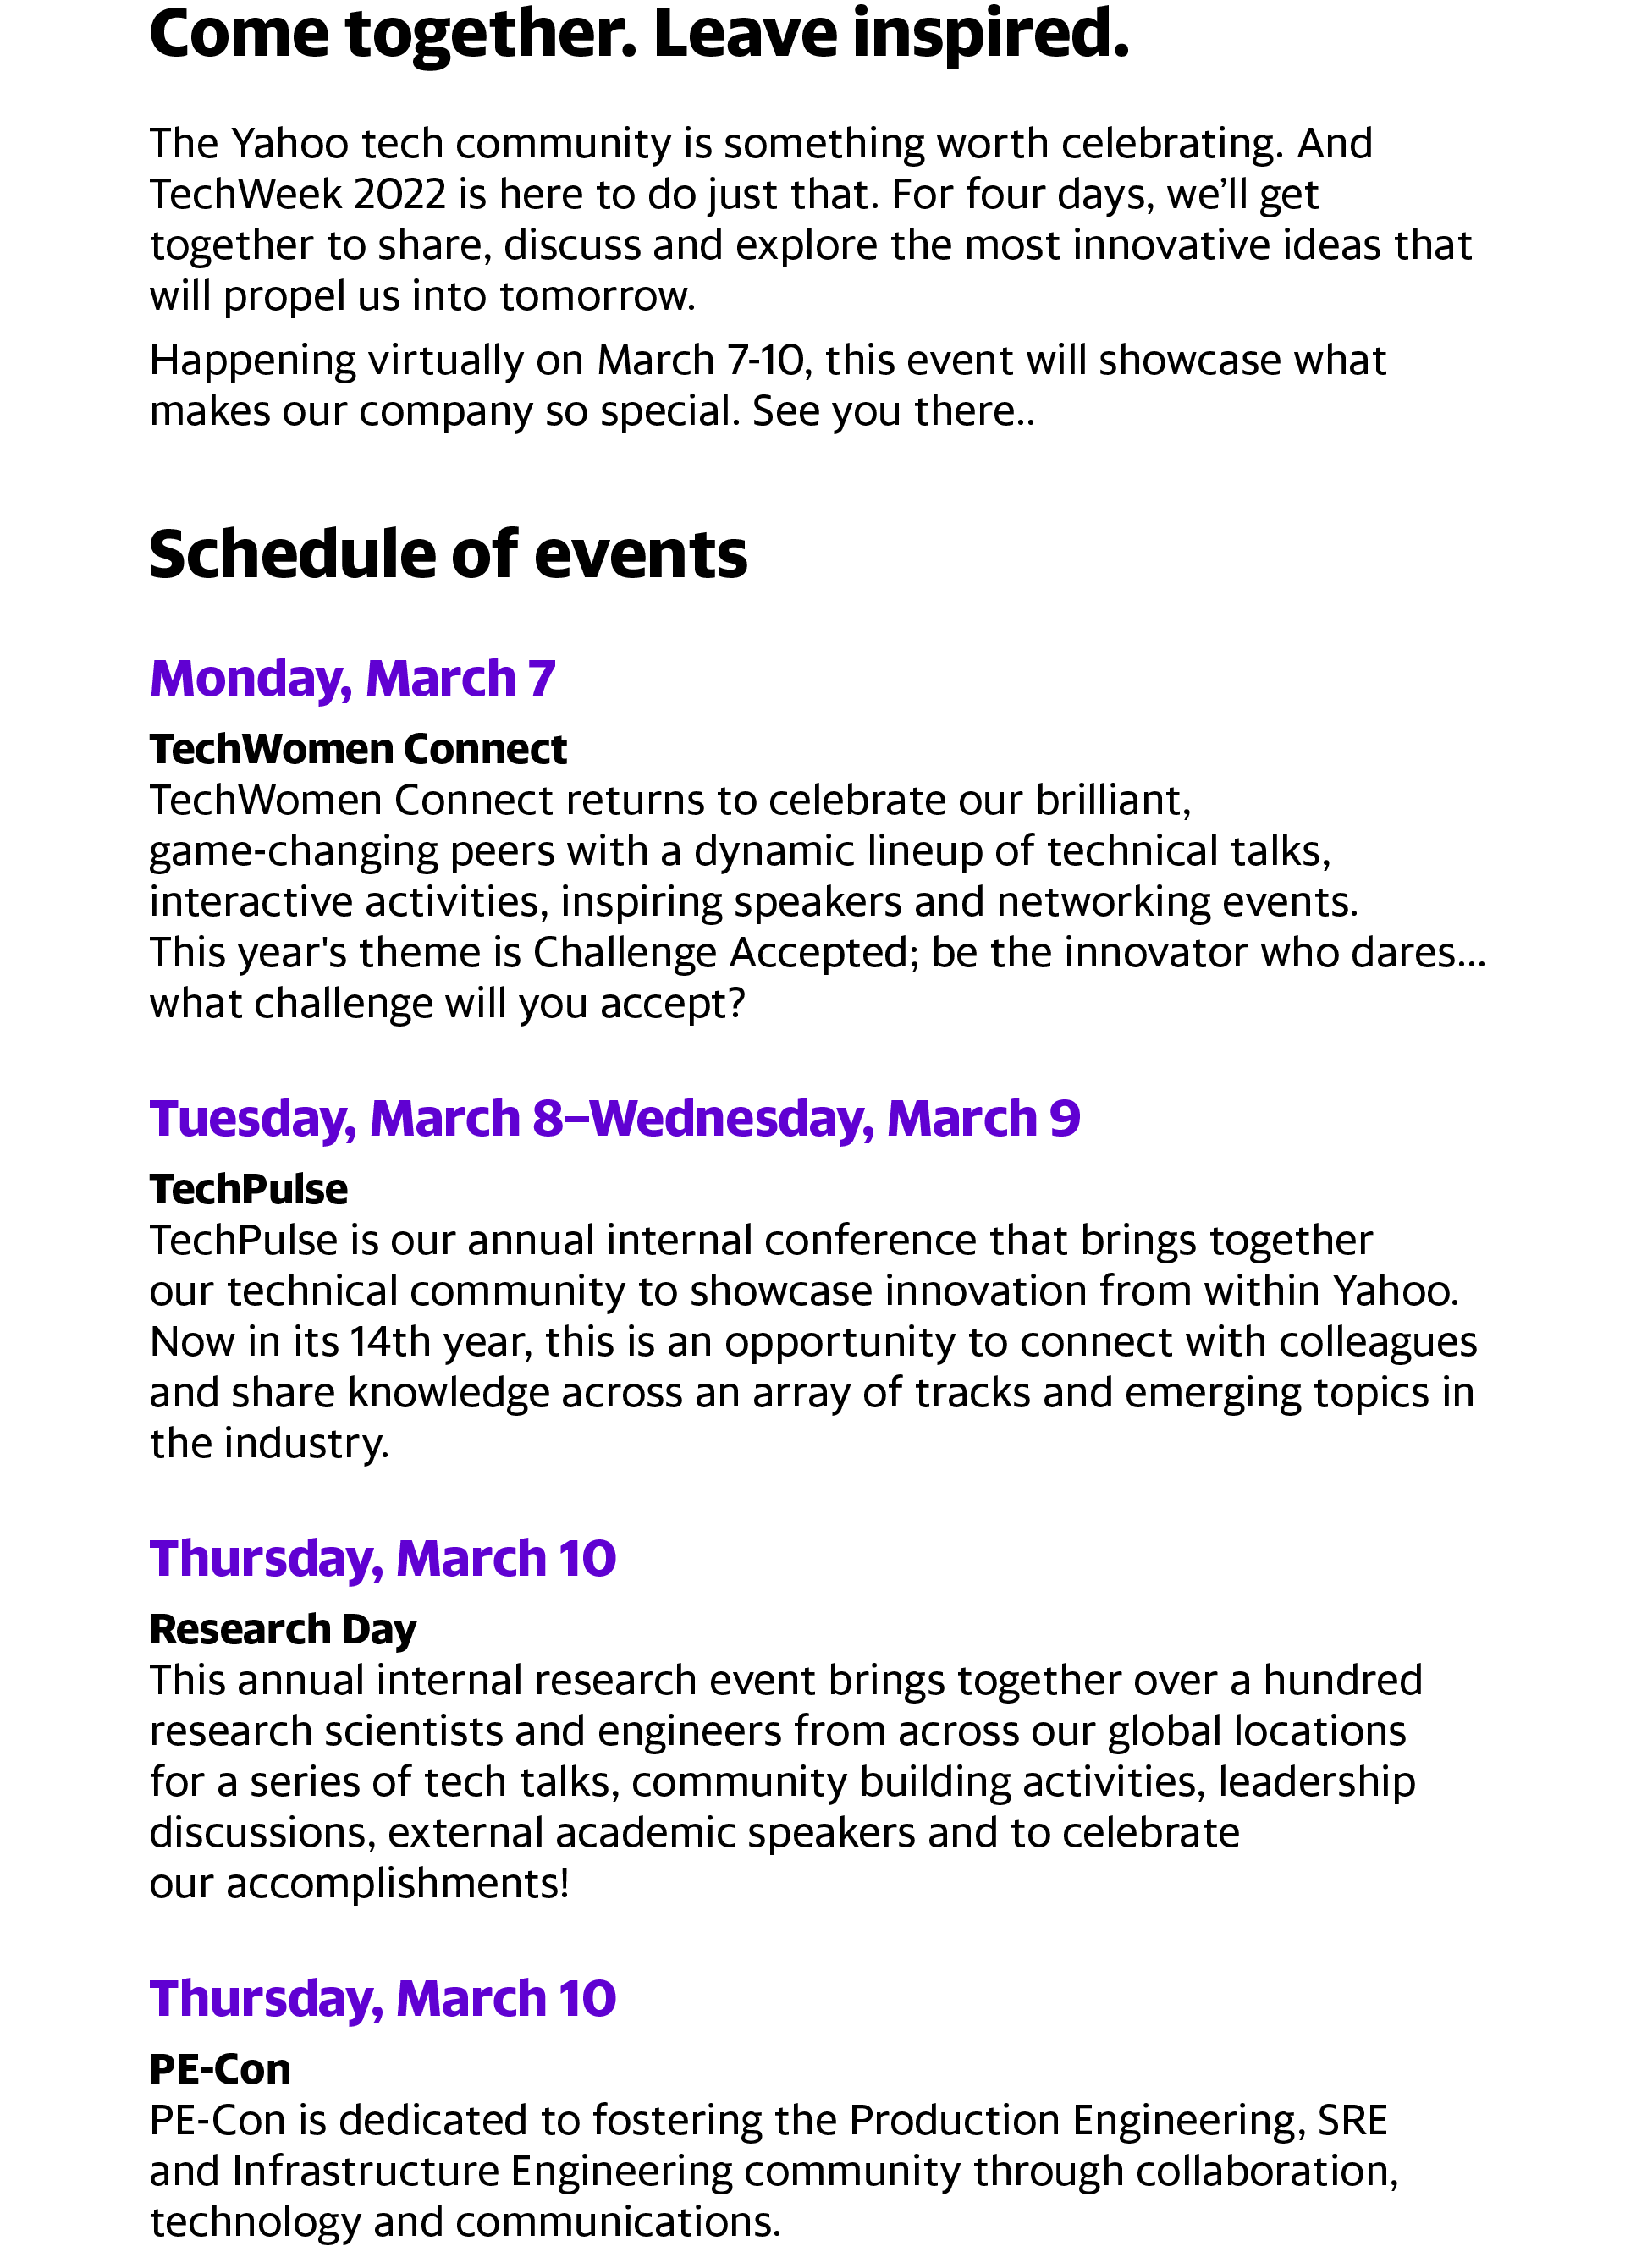 Come together. Leave inspired.
The Yahoo tech community is something worth celebrating. And
TechWeek 2022 is here to do just that. For four days, we’ll get
together to share, discuss and explore the most innovative ideas that
will propel us into tomorrow.
Happening virtually on March 7-10, this event will showcase what
makes our company so special. See you there..
Schedule of events
Monday, March 7
TechWomen Connect
TechWomen Connect returns to celebrate our brilliant,
game-changing peers with a dynamic lineup of technical talks,
interactive activities, inspiring speakers and networking events.
This year's theme is Challenge Accepted; be the innovator who dares...
what challenge will you accept?
Tuesday, March 8–Wednesday, March 9
TechPulse
TechPulse is our annual internal conference that brings together
our technical community to showcase innovation from within Yahoo.
Now in its 14th year, this is an opportunity to connect with colleagues
and share knowledge across an array of tracks and emerging topics in
the industry.
Thursday, March 10
Research Day
This annual internal research event brings together over a hundred
research scientists and engineers from across our global locations
for a series of tech talks, community building activities, leadership
discussions, external academic speakers and to celebrate
our accomplishments!
Thursday, March 10
PE-Con
PE-Con is dedicated to fostering the Production Engineering, SRE
and Infrastructure Engineering community through collaboration,
technology and communications.